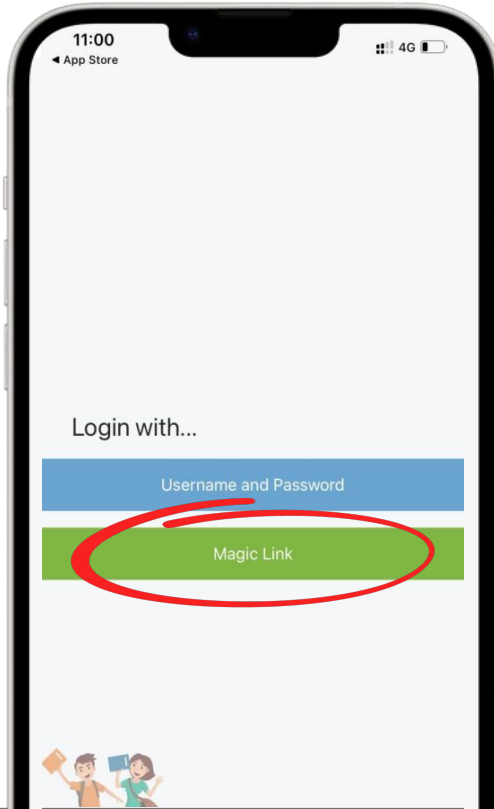 11:00
4G
◀ App Store
Login with...
Username and Password
Magic Link